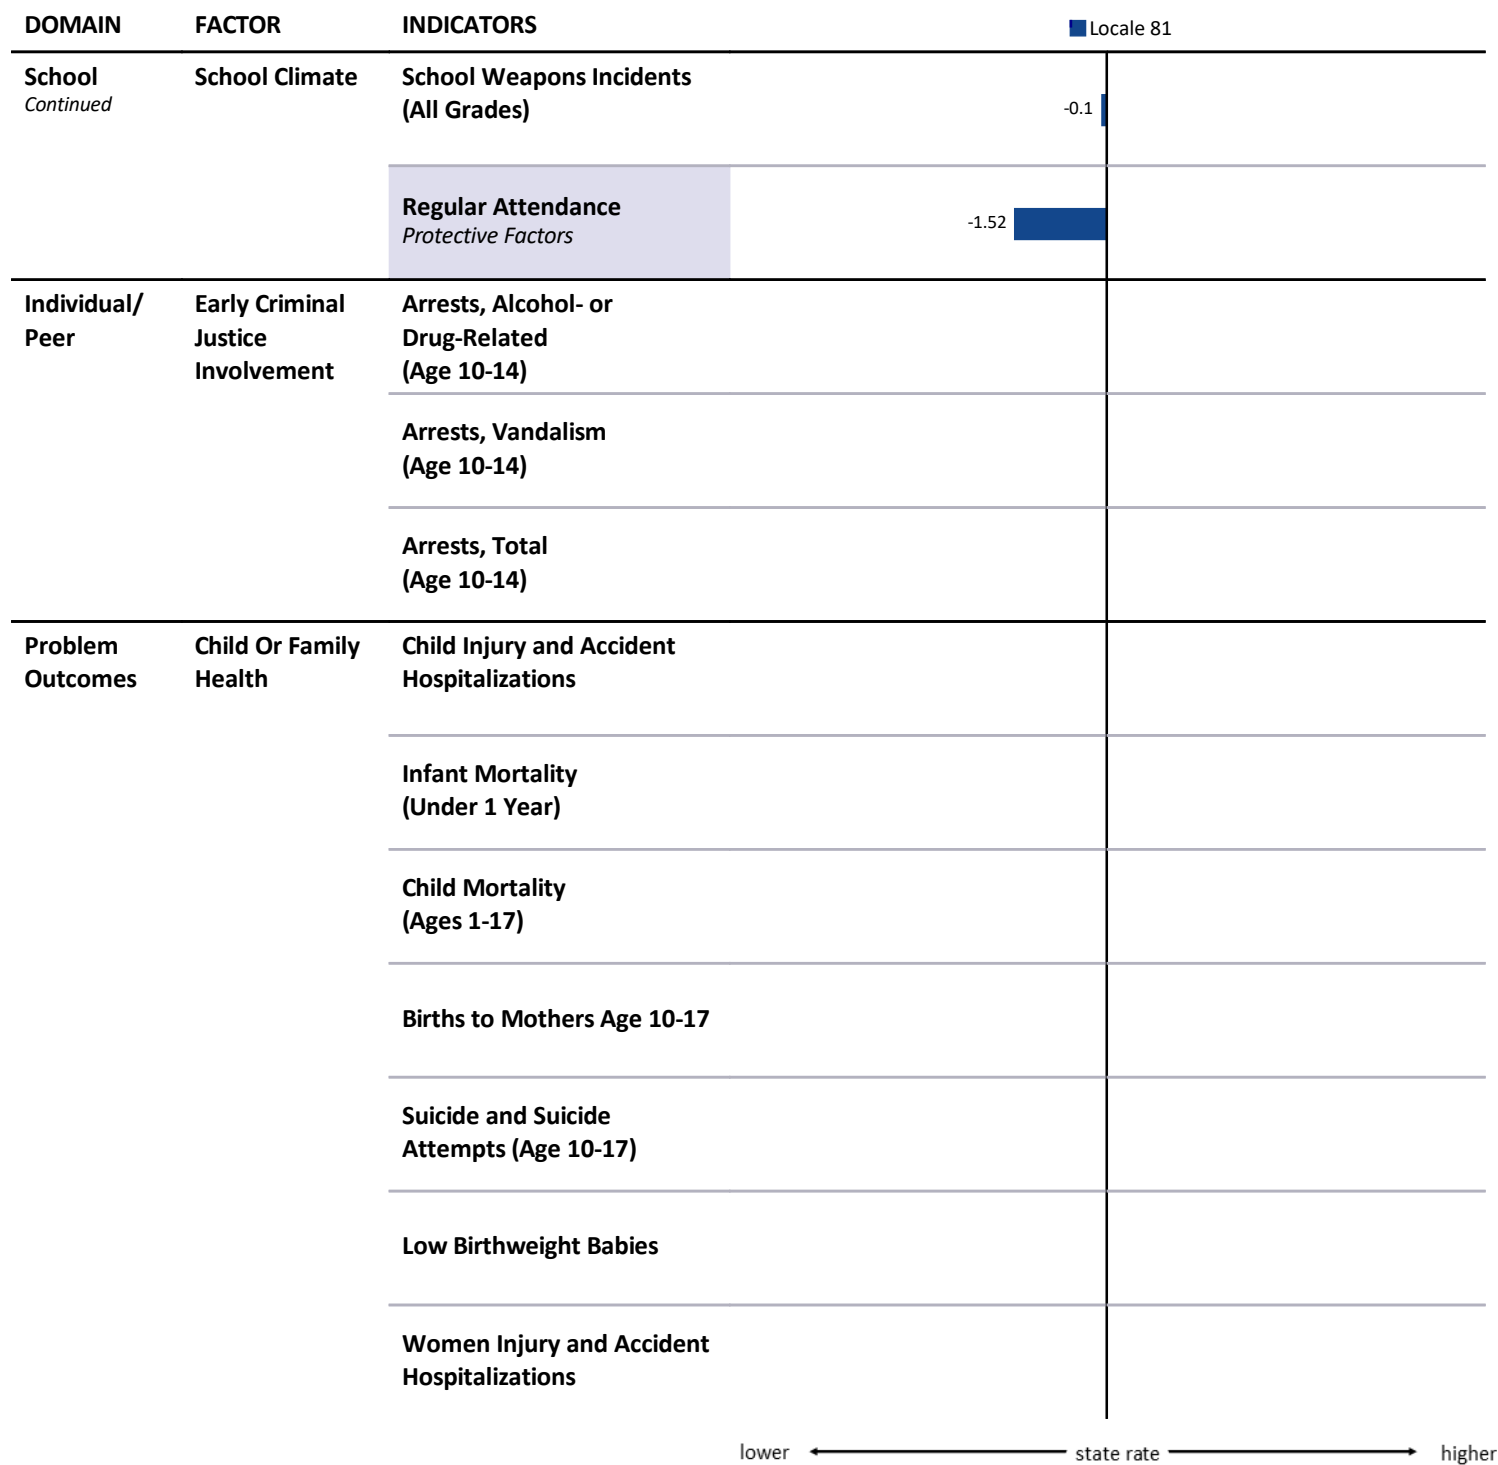 DOMAIN FACTOR INDICATORS Locale 81
School School Climate School Weapons Incidents
Continued
(All Grades)
-0.1
Regular Attendance
Protective Factors
-1.52
Individual/ Early Criminal Arrests, Alcohol- or
Peer Justice Drug-Related
Involvement (Age 10-14)
Arrests, Vandalism
(Age 10-14)
Arrests, Total
(Age 10-14)
Problem Child Or Family Child Injury and Accident
Outcomes Health Hospitalizations
Infant Mortality
(Under 1 Year)
Child Mortality
(Ages 1-17)
Births to Mothers Age 10-17
Suicide and Suicide
Attempts (Age 10-17)
Low Birthweight Babies
Women Injury and Accident
Hospitalizations
lower state rate higher